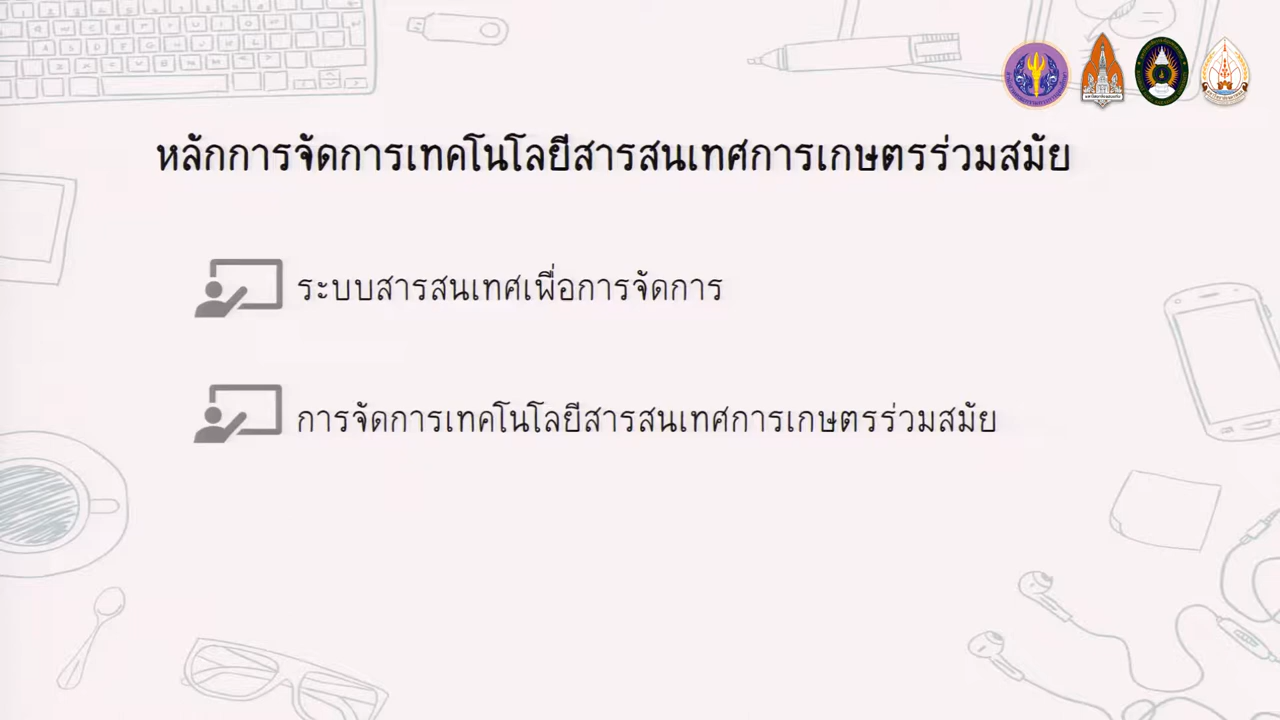 หลักการจัดการเทคโนโลยีสารสนเทศการเกษตรร่วมสมัย
ระบบสารสนเทศเพื่อการจัดการ
การจัดการเทคโนโลยีสารสนเทศการเกษตรร่วมสมัย